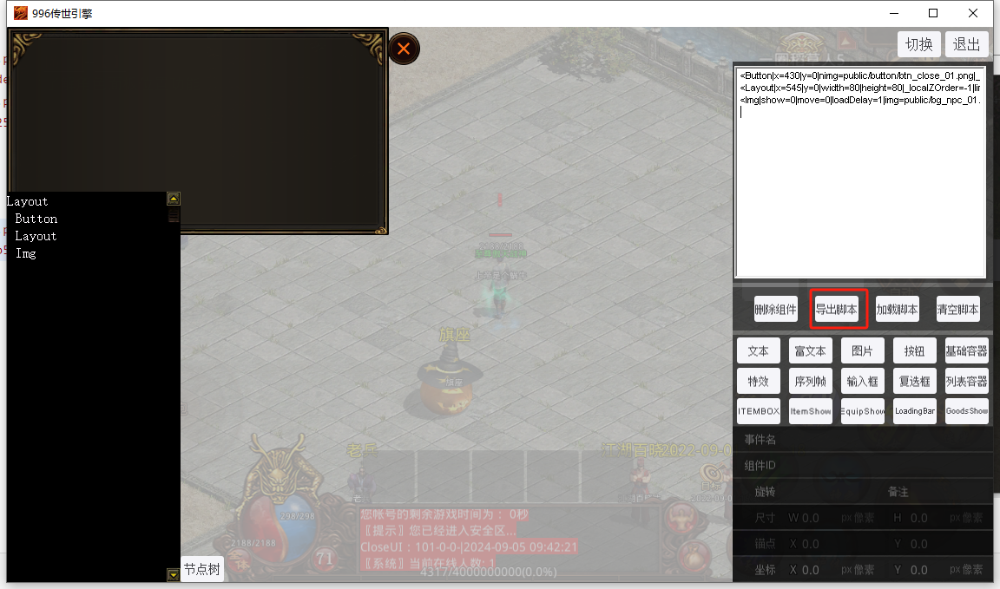 996传世引擎
切换 退出
<Button|x=430|y=0|nimg=public/button/btn_close_01.png|_
<Layout|x=545|y=0|width=80|height=80|_localZOrder=-1|lir
<Img|show=0|move=0|loadDelay=1|img=public/bg_npc_01.
Layout
Button
Layout
Img
删除组件 导出脚本 加载脚本 清空脚本
文本 富文本 图片 按钮 基础容器
特效 序列帧 输入框 复选框 列表容器
ITEMBOX ItemShow EquipShow LoadingBar GoodsShow
事件名
组件ID
旋转 备注
尺寸 W 0.0 px像素 H 0.0 px像素
锚点 X 0.0 Y 0.0
坐标 X 0.0 px像素 Y 0.0 px像素
节点树
旗座
旗座
老兵
江湖百晓2022-09-0
目标
298/298
2188/2188
71
您帐号的剩余游戏时间为：0秒
〖提示〗您已经进入安全区...
CloseUI：101-0-0-|2024-09-05 09:42:21
〖系统〗当前在线人数: 1
4317/4000000000(0.0%)